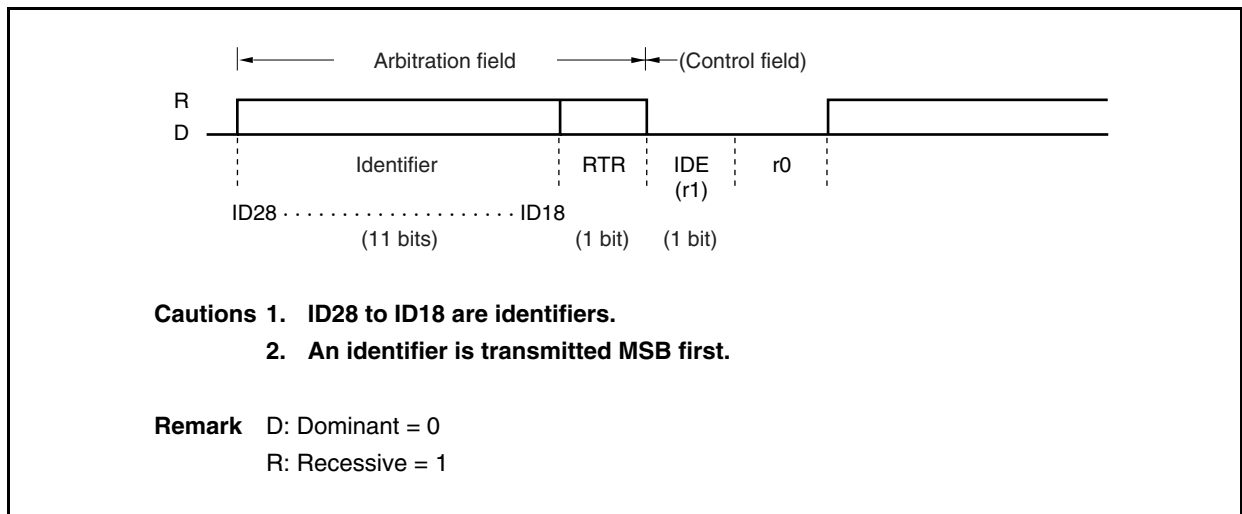 Arbitration field (Control field)
R
D
Identifier RTR IDE r0
(r1)
ID28 · · · · · · · · · · · · · · · · · · · · ID18
(11 bits) (1 bit) (1 bit)
Cautions 1. ID28 to ID18 are identifiers.
2. An identifier is transmitted MSB first.
Remark D: Dominant = 0
R: Recessive = 1